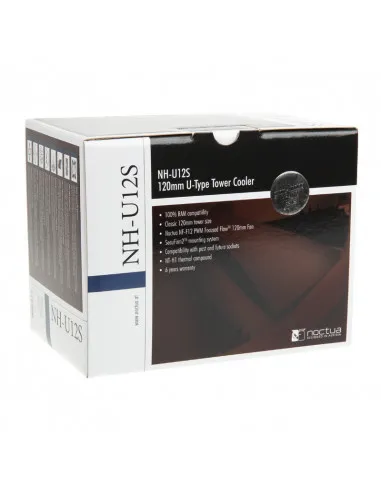 NH-U12S
120mm U-Type Tower Cooler
100% RAM compatibility
Classic 120mm tower size
Noctua NF-F12 PWM Focused Flow™ 120mm Fan
SecuFirm2™ mounting system
Compatibility with past and future sockets
NT-H1 thermal compound
6 years warranty
noctua
NH-U12S
www.noctua.at
NH-U12S